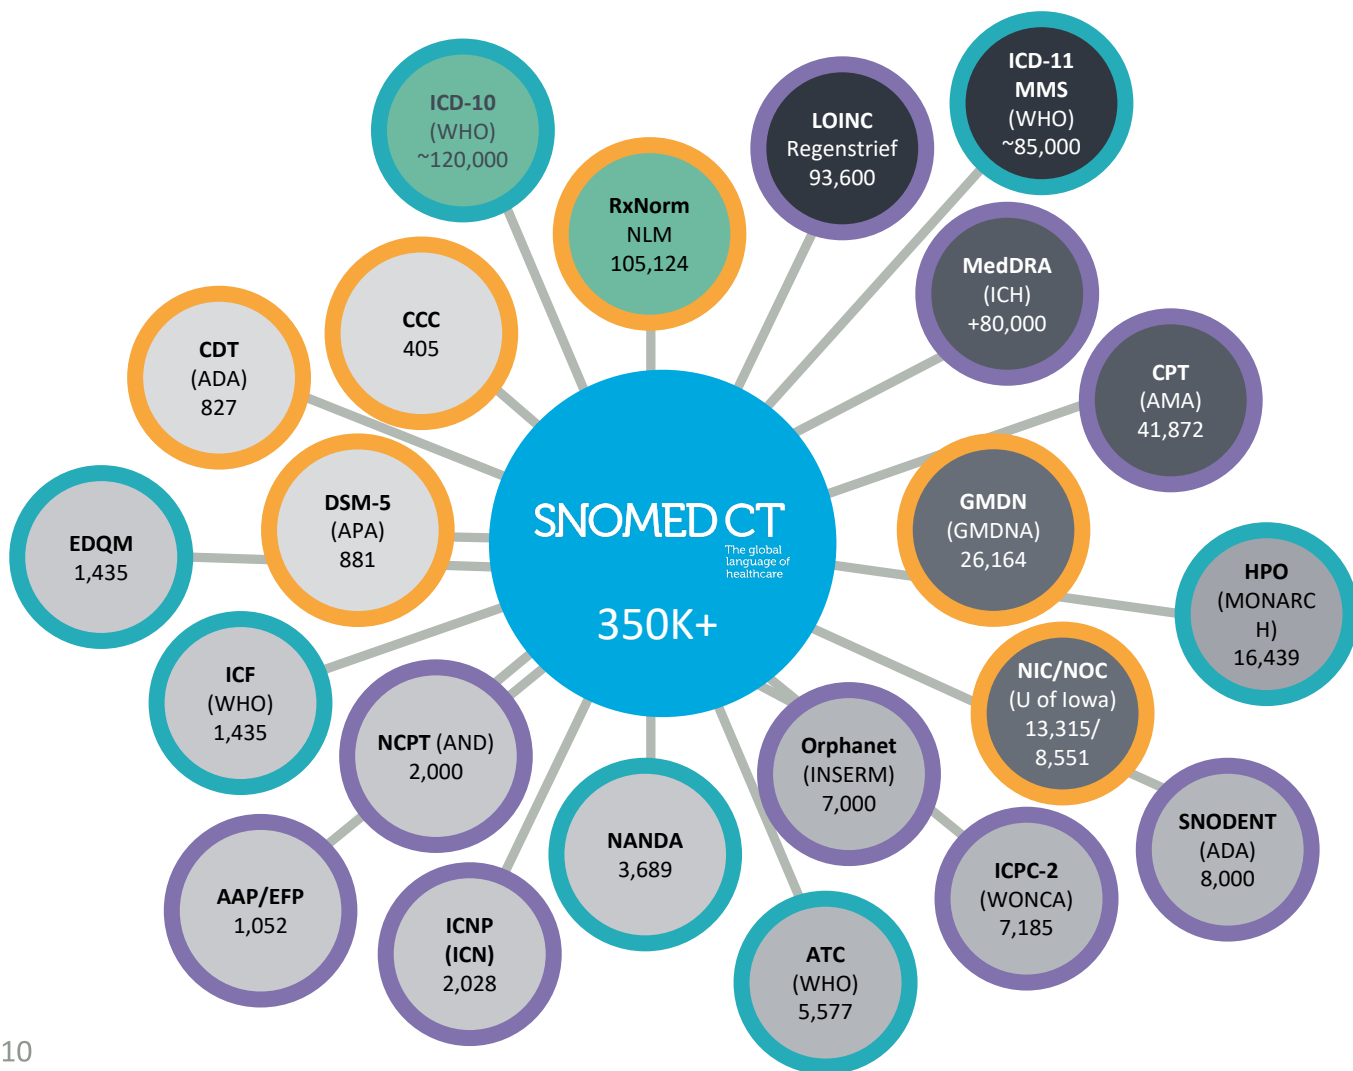 ICD-10
(WHO)
~120,000
RxNorm
NLM
105,124
LOINC
Regenstrief
93,600
ICD-11
MMS
(WHO)
~85,000
MedDRA
(ICH)
+80,000
CPT
(AMA)
41,872
CCC
405
CDT
(ADA)
827
DSM-5
(APA)
881
EDQM
1,435
ICF
(WHO)
1,435
SNOMED CT
The global
language of
healthcare
350K+
GMDN
(GMDNA)
26,164
HPO
(MONARC
H)
16,439
NIC/NOC
(U of Iowa)
13,315/
8,551
SNODENT
(ADA)
8,000
Orphanet
(INSERM)
7,000
ICPC-2
(WONCA)
7,185
ATC
(WHO)
5,577
NANDA
3,689
NCPT (AND)
2,000
ICNP
(ICN)
2,028
AAP/EFP
1,052
10